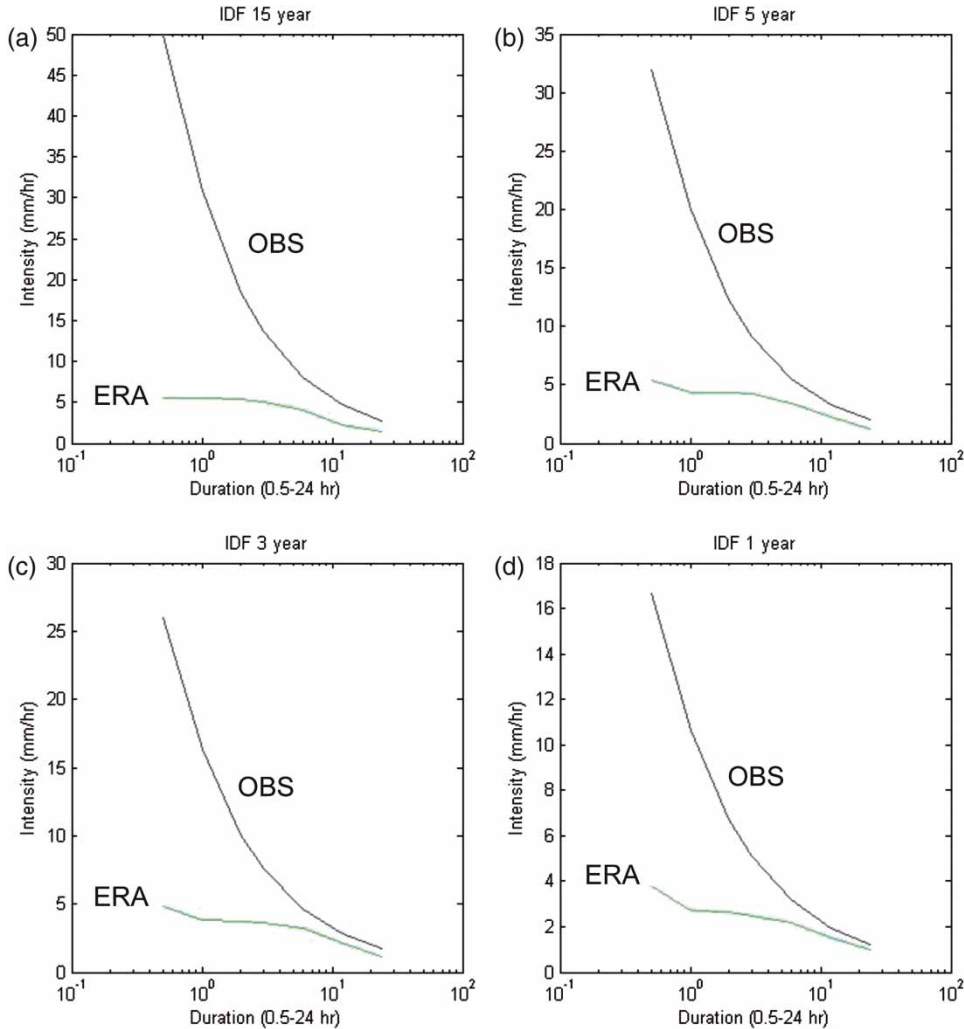 (a)
IDF 15 year
50
45
40
35
30
25
20
15
10
5
0
Intensity (mm/hr)
OBS
ERA
10^-1
10^0
10^1
10^2
Duration (0.5-24 hr)
(b)
IDF 5 year
35
30
25
20
15
10
5
0
Intensity (mm/hr)
OBS
ERA
10^-1
10^0
10^1
10^2
Duration (0.5-24 hr)
(c)
IDF 3 year
30
25
20
15
10
5
0
Intensity (mm/hr)
OBS
ERA
10^-1
10^0
10^1
10^2
Duration (0.5-24 hr)
(d)
IDF 1 year
18
16
14
12
10
8
6
4
2
0
Intensity (mm/hr)
OBS
ERA
10^-1
10^0
10^1
10^2
Duration (0.5-24 hr)